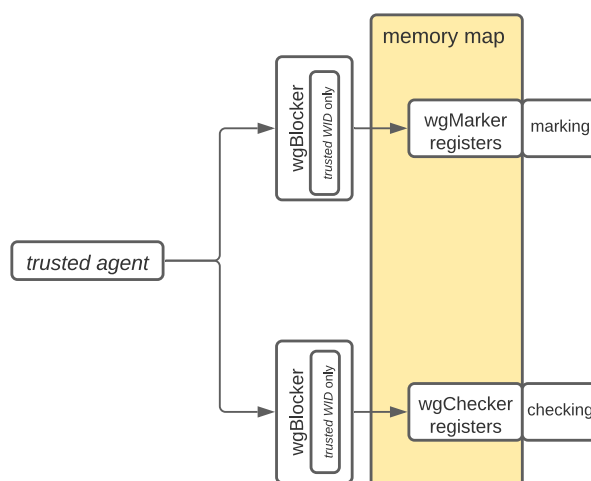 memory map
wgBlocker
trusted WID only
wgMarker
registers
marking
trusted agent
wgBlocker
trusted WID only
wgChecker
registers
checking